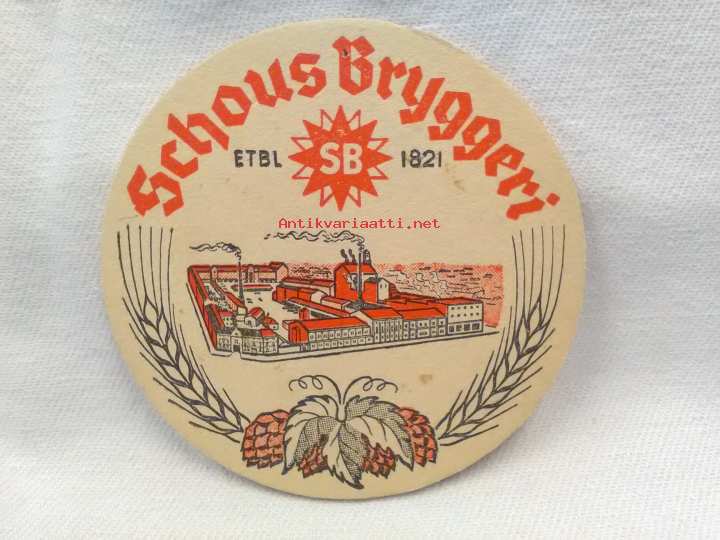 Schous Bryggeri
ETBL SB 1821
Antikvariaatti.net